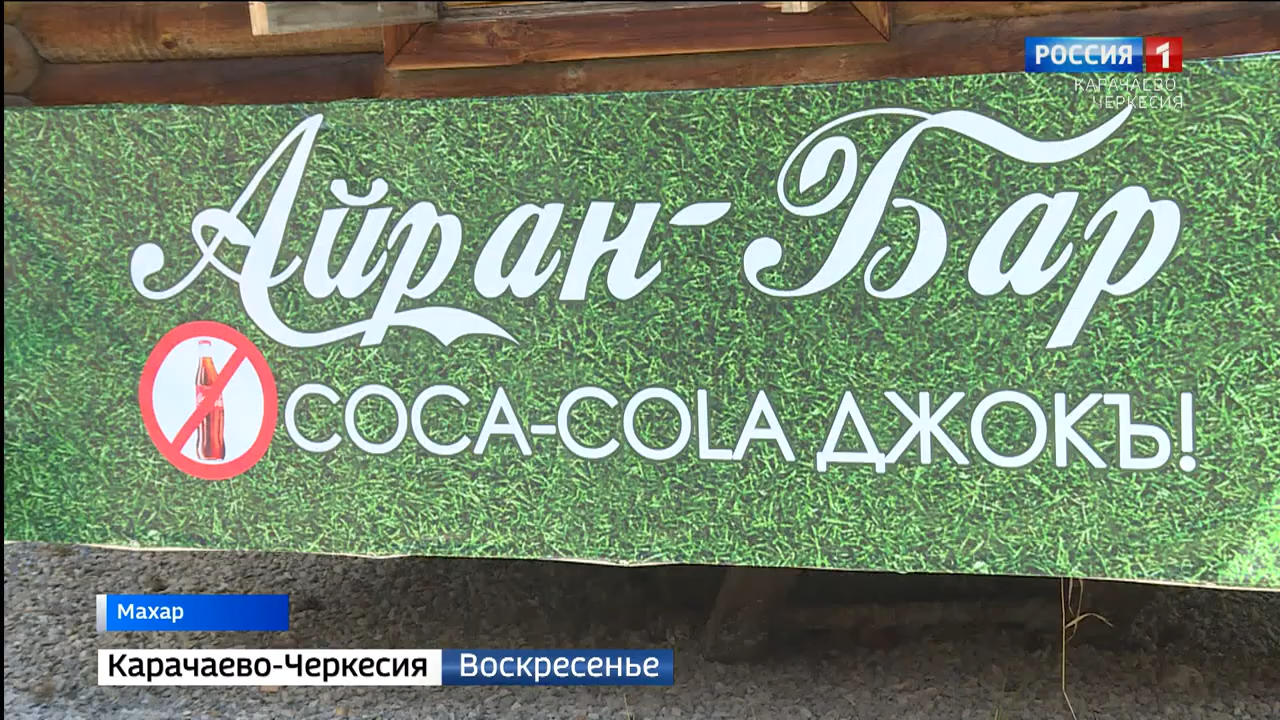 РОССИЯ 1
КАРАЧАЕВО
ЧЕРКЕСИЯ
Айран-Бар
COCA-COLA ДЖОКЪ!
Махар
Карачаево-Черкесия Воскресенье